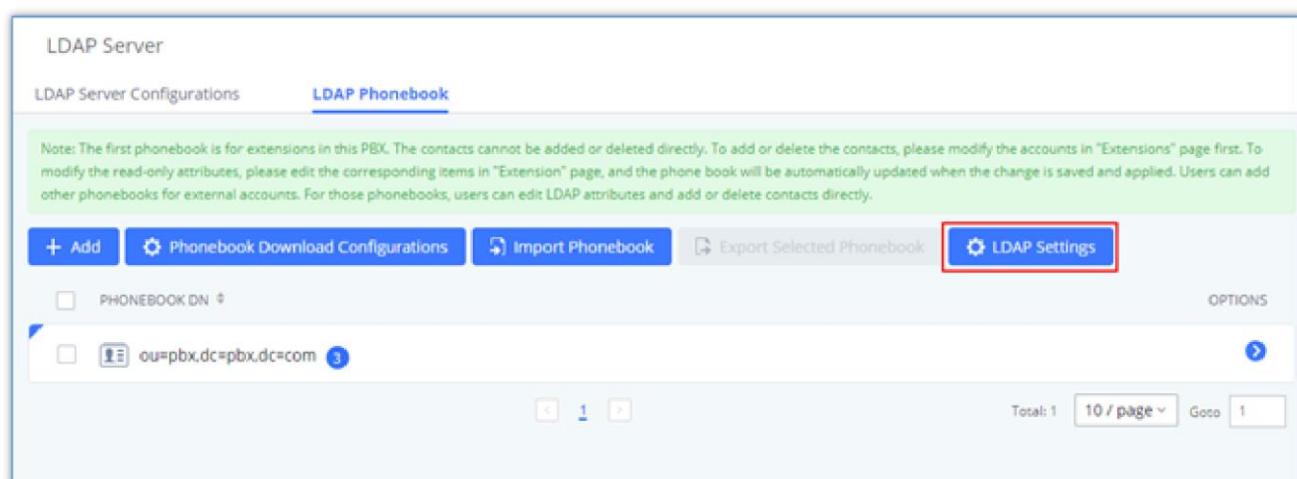 LDAP Server
LDAP Server Configurations LDAP Phonebook
Note: The first phonebook is for extensions in this PBX. The contacts cannot be added or deleted directly. To add or delete the contacts, please modify the accounts in "Extensions" page first. To
modify the read-only attributes, please edit the corresponding items in "Extension" page, and the phone book will be automatically updated when the change is saved and applied. Users can add
other phonebooks for external accounts. For those phonebooks, users can edit LDAP attributes and add or delete contacts directly.
+ Add Phonebook Download Configurations Import Phonebook Export Selected Phonebook LDAP Settings
PHONEBOOK DN OPTIONS
ou=pbx,dc=pbx,dc=com 3
< 1 > Total: 1 10 / page Goto 1